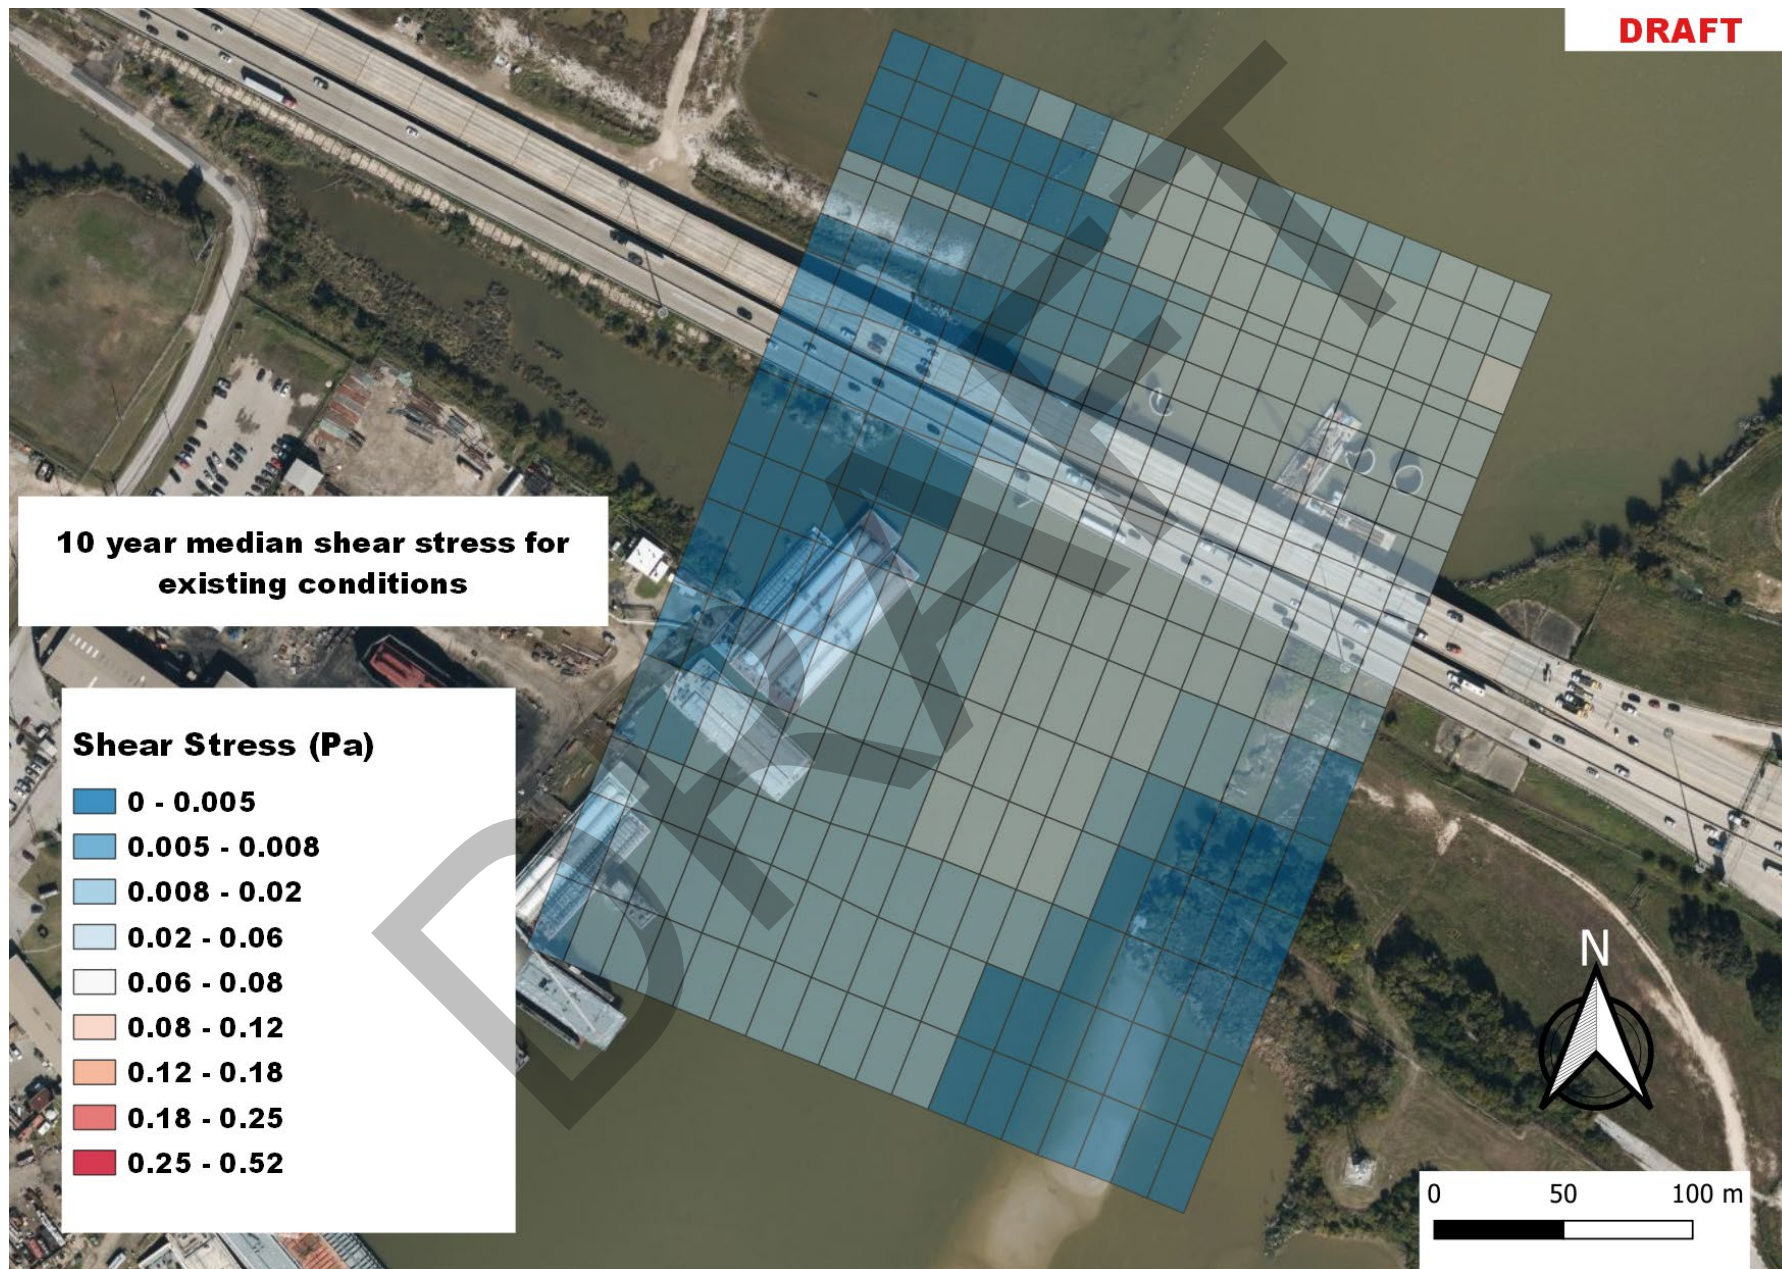 DRAFT
10 year median shear stress for
existing conditions
Shear Stress (Pa)
0 - 0.005
0.005 - 0.008
0.008 - 0.02
0.02 - 0.06
0.06 - 0.08
0.08 - 0.12
0.12 - 0.18
0.18 - 0.25
0.25 - 0.52
DRAFT
N
0 50 100 m